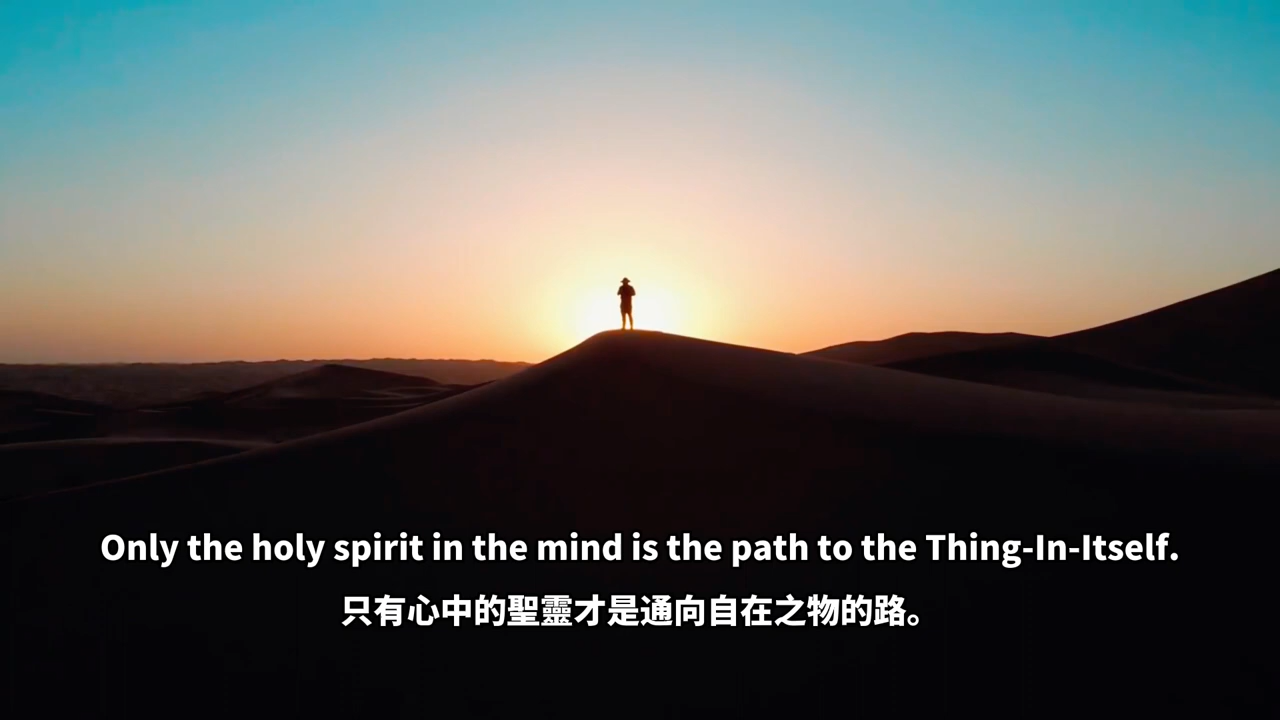 Only the holy spirit in the mind is the path to the Thing-In-Itself.
只有心中的聖靈才是通向自在之物的路。